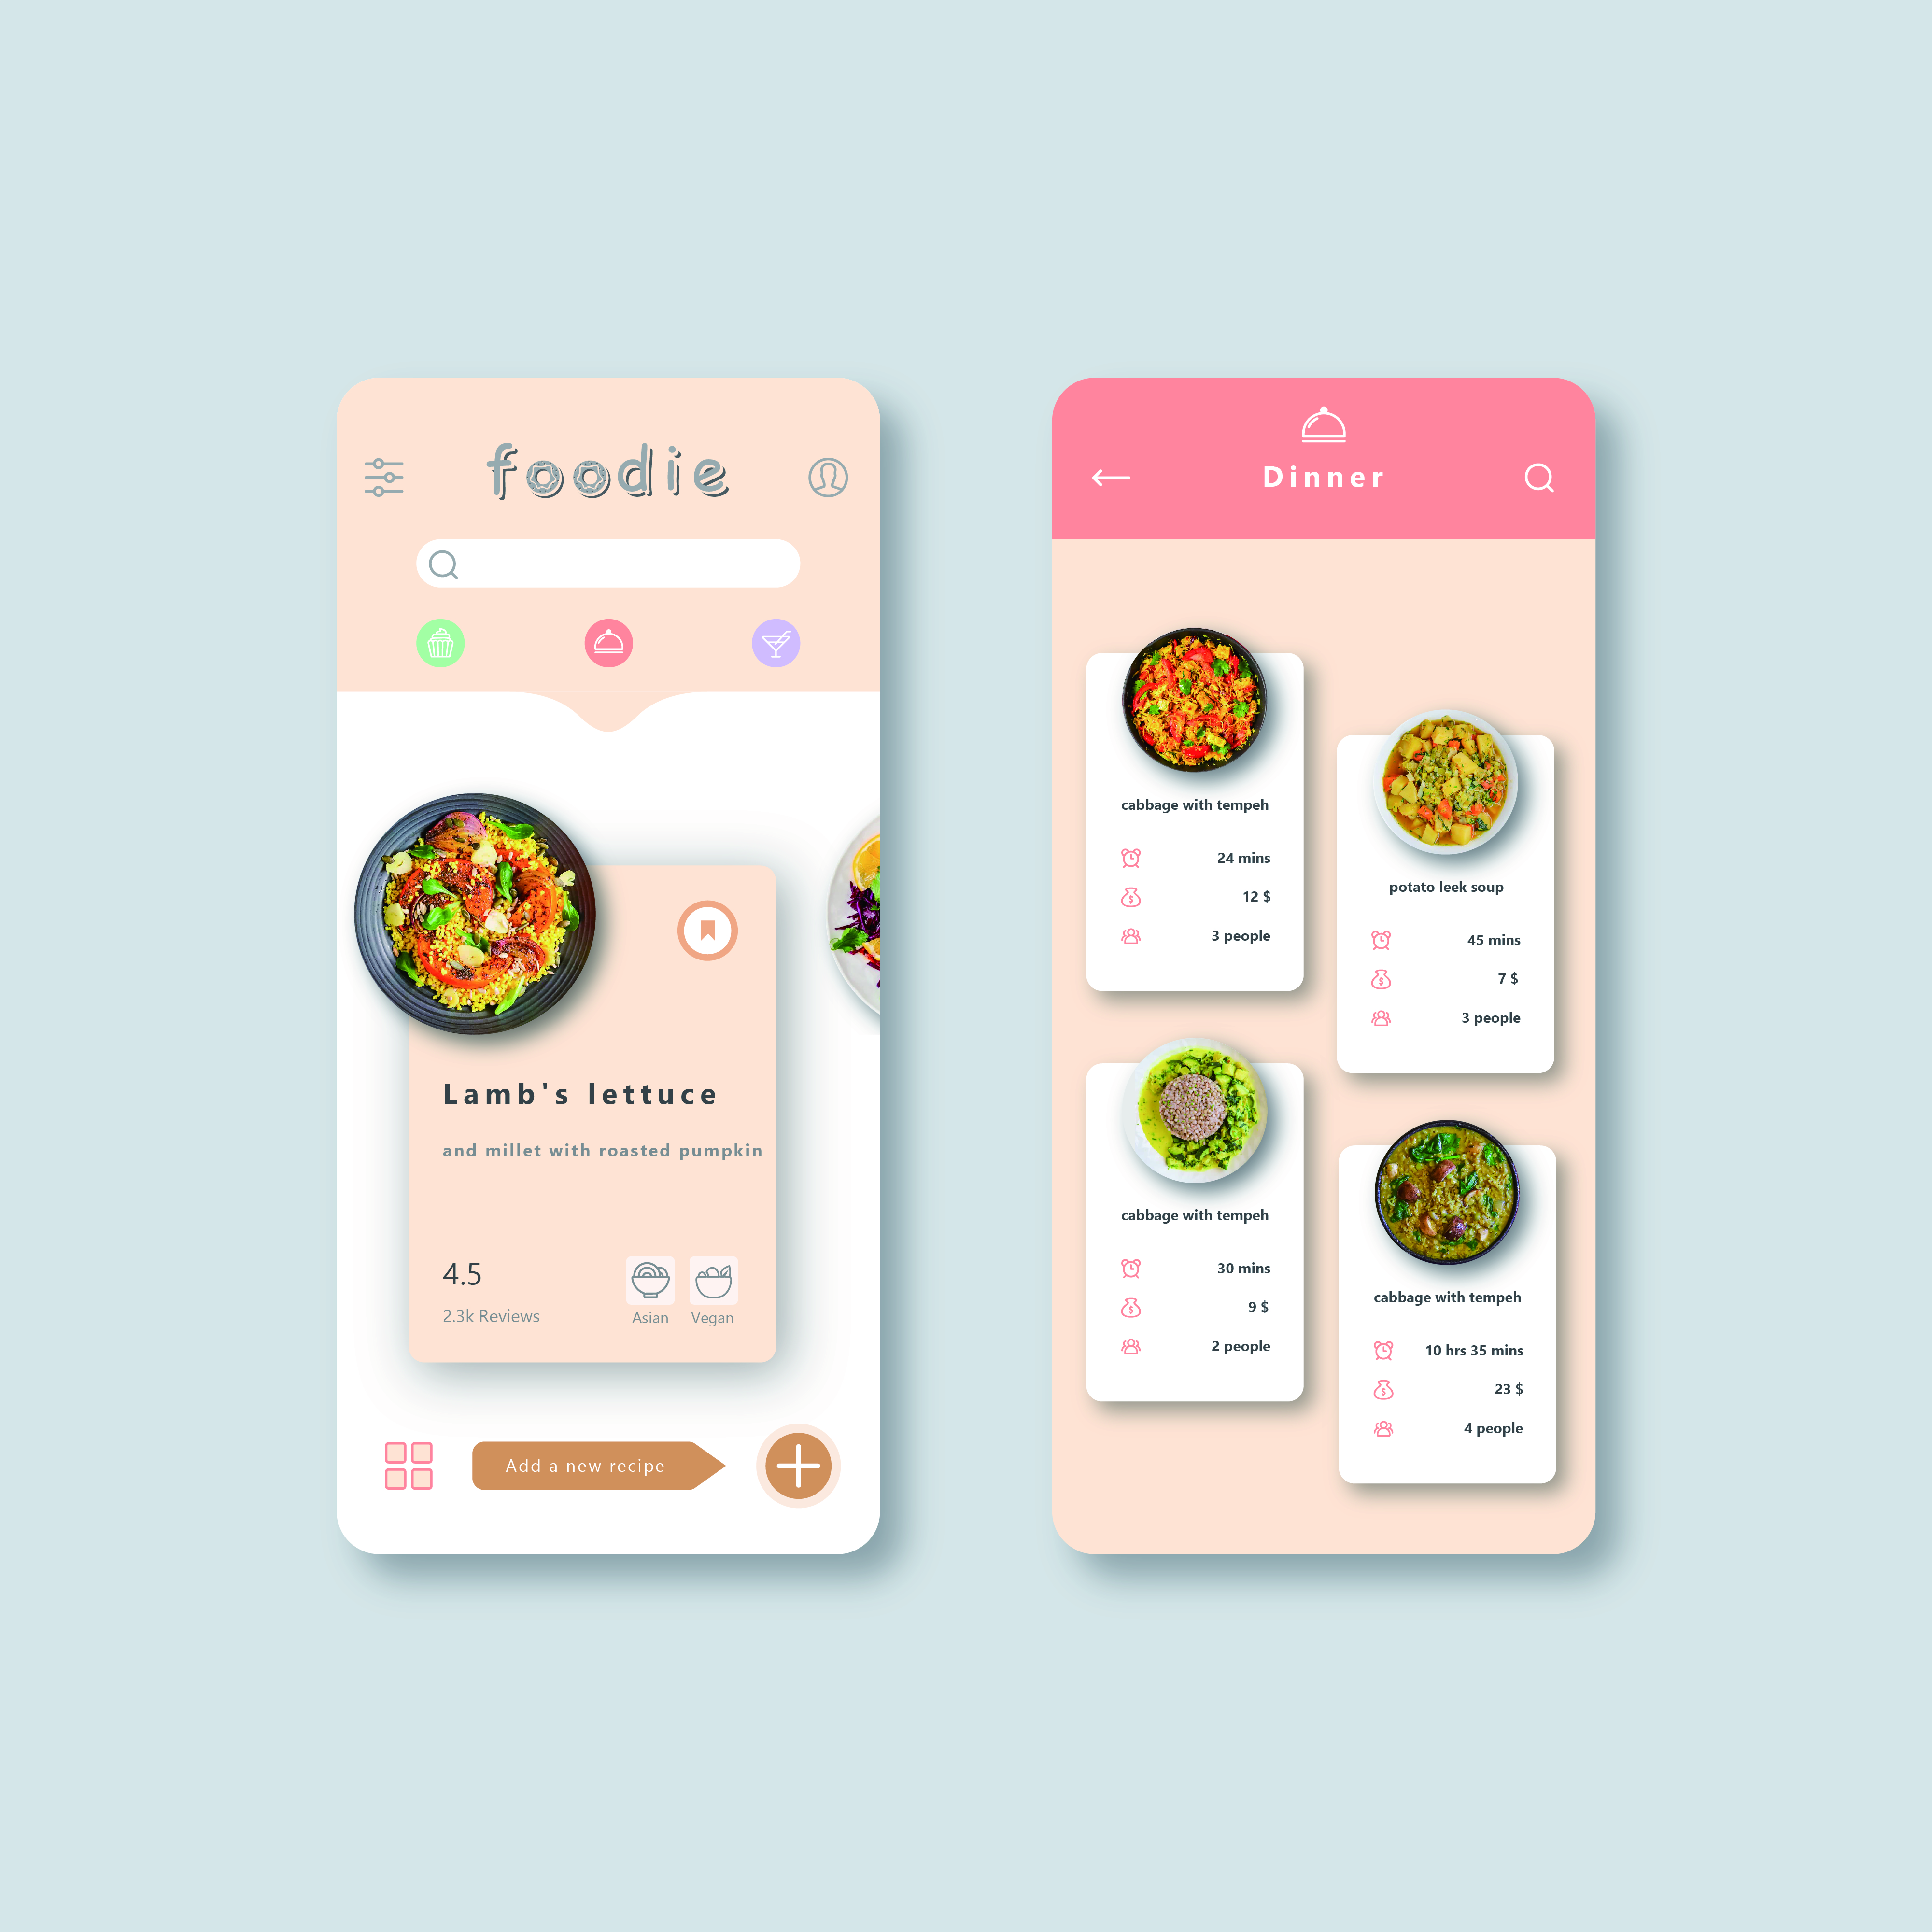 foodie
Lamb's lettuce
and millet with roasted pumpkin
4.5
2.3k Reviews
Asian
Vegan
Add a new recipe
Dinner
cabbage with tempeh
24 mins
12 $
3 people
potato leek soup
45 mins
7 $
3 people
cabbage with tempeh
30 mins
9 $
2 people
cabbage with tempeh
10 hrs 35 mins
23 $
4 people